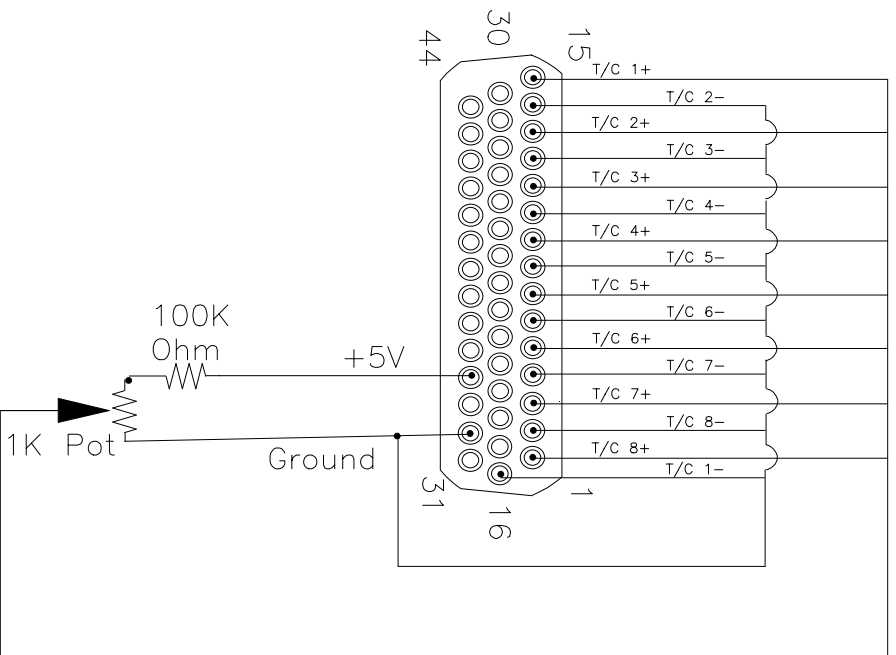 30
44
15
T/C 1+
T/C 2−
T/C 2+
T/C 3−
T/C 3+
T/C 4−
T/C 4+
T/C 5−
T/C 5+
T/C 6−
T/C 6+
T/C 7−
T/C 7+
T/C 8−
T/C 8+
T/C 1−
100K
Ohm
+5V
1K Pot
Ground
31
16
1